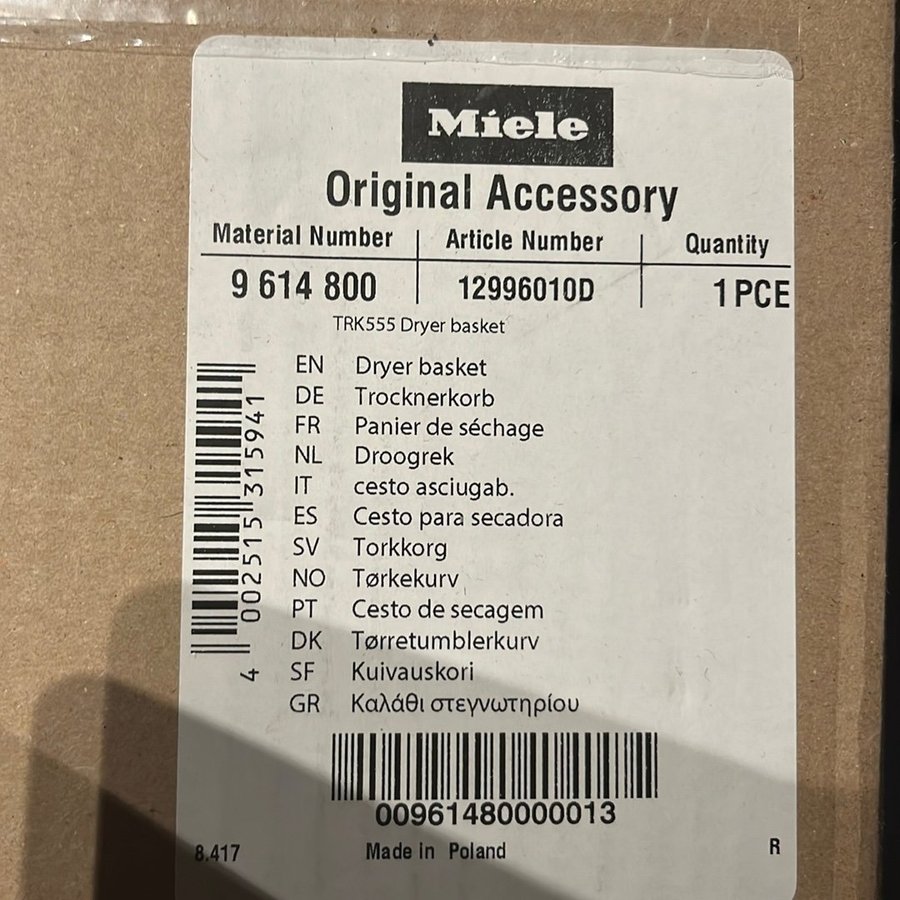 Miele
Original Accessory
Material Number Article Number Quantity
9 614 800 12996010D 1 PCE
TRK555 Dryer basket
EN Dryer basket
DE Trocknerkorb
FR Panier de séchage
NL Droogrek
IT cesto asciugab.
ES Cesto para secadora
SV Torkkorg
NO Tørkekurv
PT Cesto de secagem
DK Tørretumblerkurv
SF Kuivauskori
GR Καλάθι στεγνωτηρίου
4 002515 315941
00961480000013
8.417 Made in Poland R